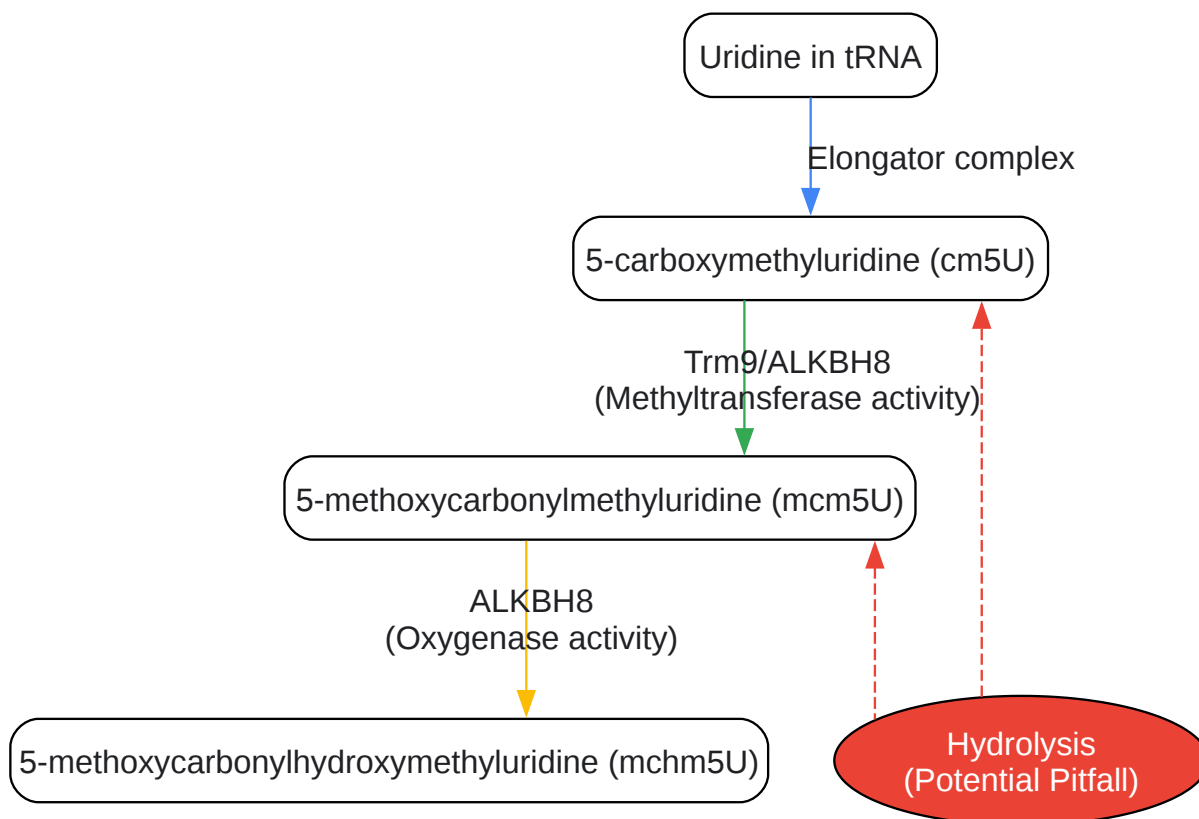 Uridine in tRNA
Elongator complex
5-carboxymethyluridine (cm5U)
Trm9/ALKBH8
(Methyltransferase activity)
5-methoxycarbonylmethyluridine (mcm5U)
ALKBH8
(Oxygenase activity)
5-methoxycarbonylhydroxymethyluridine (mchm5U)
Hydrolysis
(Potential Pitfall)